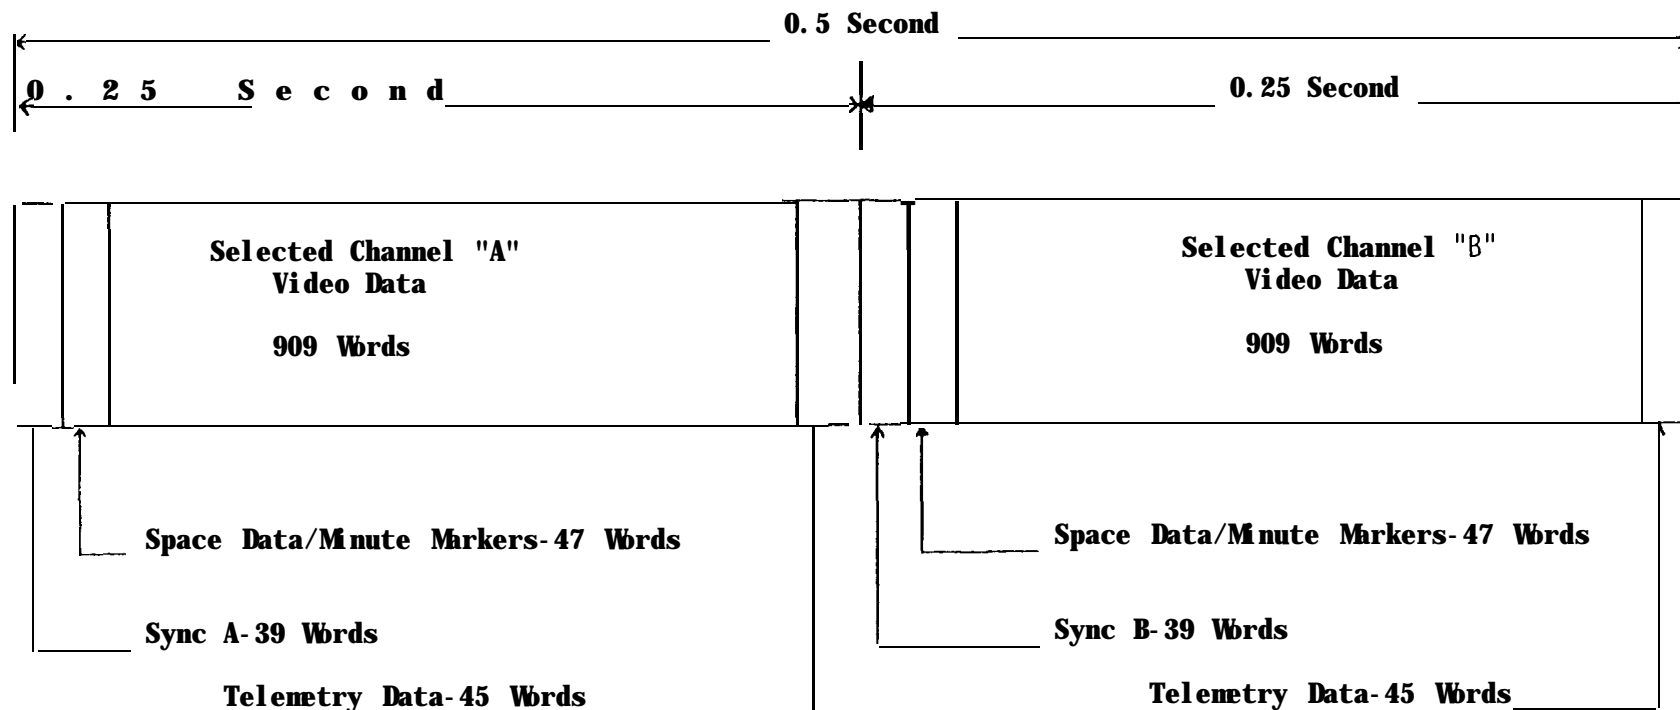 0.5 Second
0.25 Second
0.25 Second
Selected Channel "A"
Video Data
909 Words
Selected Channel "B"
Video Data
909 Words
Space Data/Minute Markers-47 Words
Sync A-39 Words
Telemetry Data-45 Words
Space Data/Minute Markers-47 Words
Sync B-39 Words
Telemetry Data-45 Words